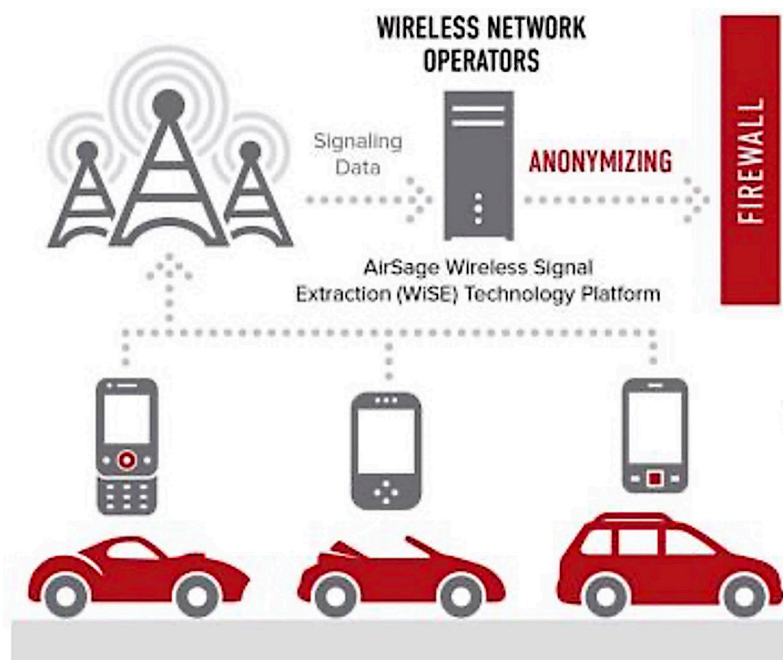 WIRELESS NETWORK
OPERATORS
Signaling
Data
ANONYMIZING
FIREWALL
AirSage Wireless Signal
Extraction (WiSE) Technology Platform